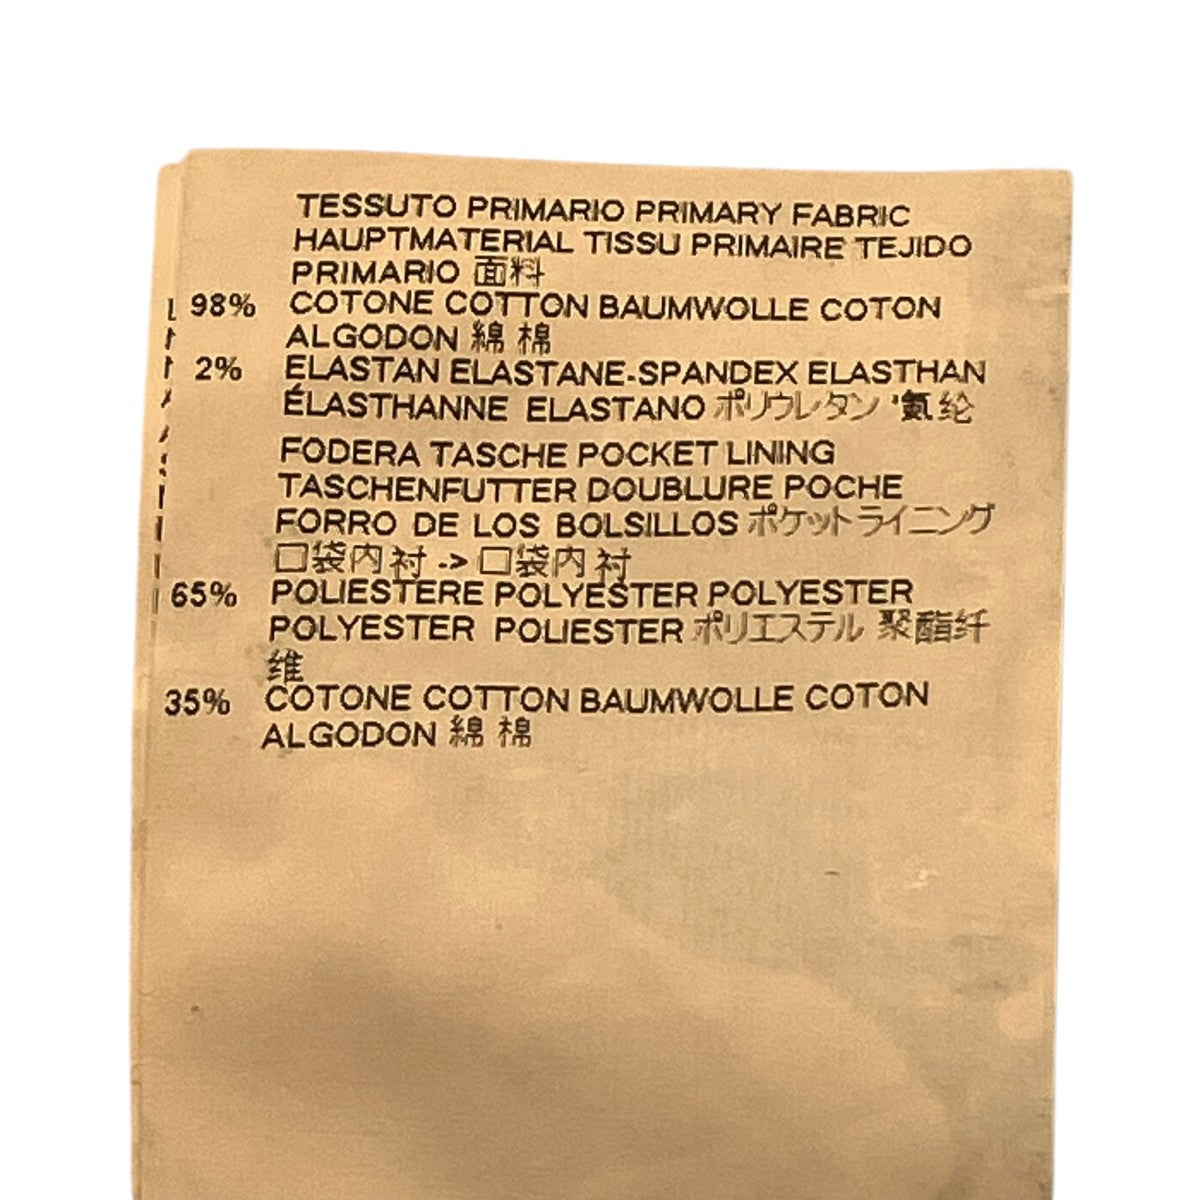 TESSUTO PRIMARIO PRIMARY FABRIC
HAUPTMATERIAL TISSU PRIMAIRE TEJIDO
PRIMARIO 面料
98% COTONE COTTON BAUMWOLLE COTON
ALGODON 綿 棉
2% ELASTAN ELASTANE-SPANDEX ELASTHAN
ÉLASTHANNE ELASTANO ポリウレタン '氨纶
FODERA TASCHE POCKET LINING
TASCHENFUTTER DOUBLURE POCHE
FORRO DE LOS BOLSILLOS ポケットライニング
口袋内衬 -> 口袋内衬
65% POLIESTERE POLYESTER POLYESTER
POLYESTER POLIESTER ポリエステル 聚酯纤
维
35% COTONE COTTON BAUMWOLLE COTON
ALGODON 綿 棉